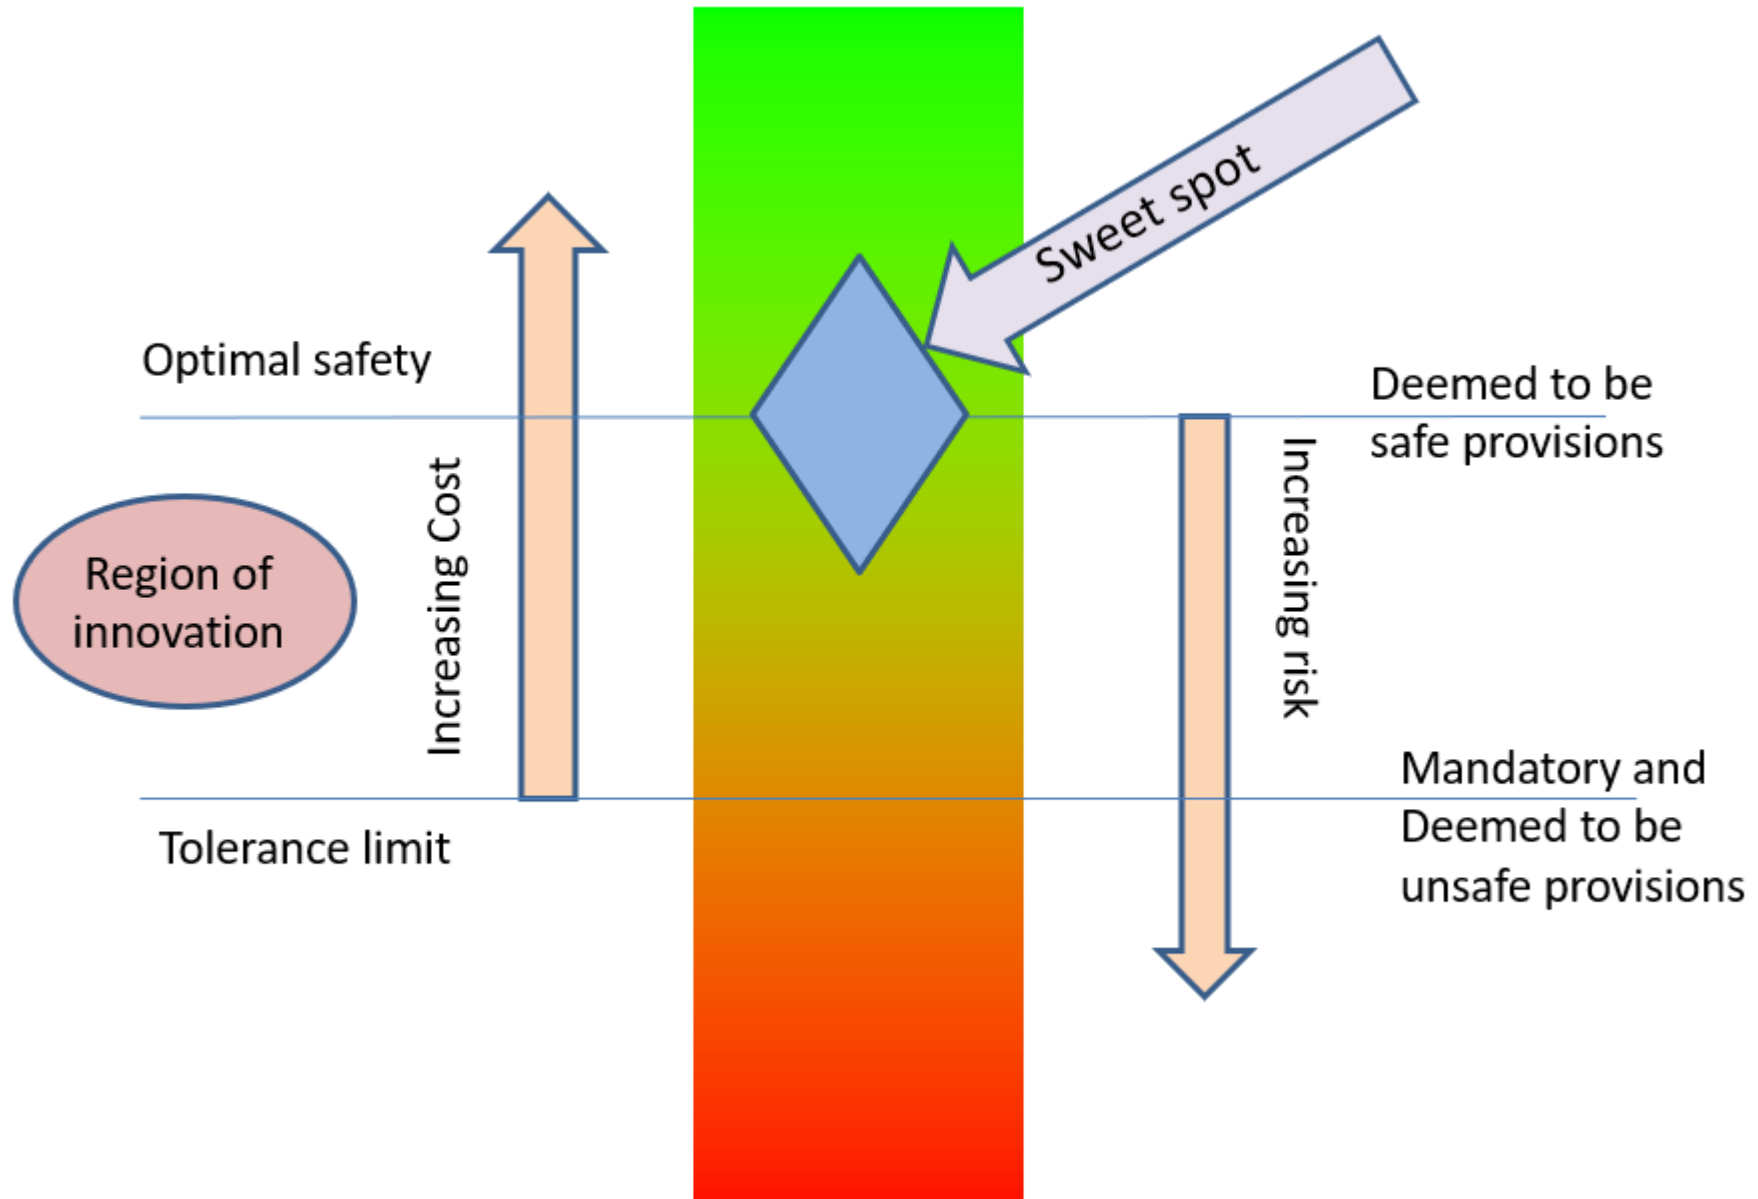 Sweet spot
Optimal safety
Deemed to be
safe provisions
Increasing Cost
Increasing risk
Region of
innovation
Mandatory and
Deemed to be
unsafe provisions
Tolerance limit